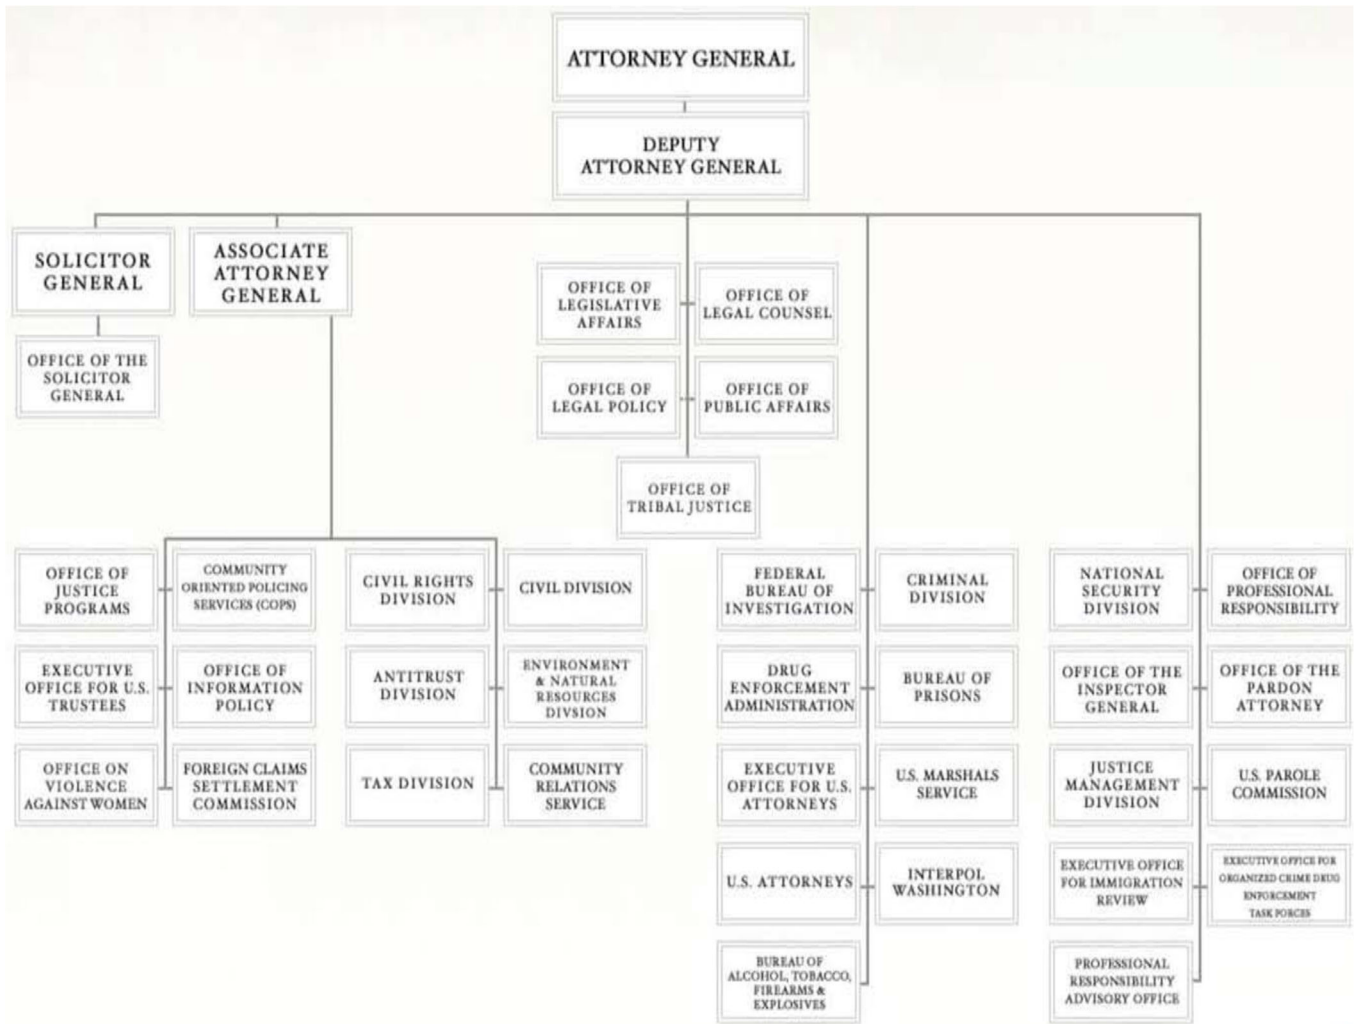 ATTORNEY GENERAL
DEPUTY
ATTORNEY GENERAL
SOLICITOR
GENERAL
ASSOCIATE
ATTORNEY
GENERAL
OFFICE OF THE
SOLICITOR
GENERAL
OFFICE OF
LEGISLATIVE
AFFAIRS
OFFICE OF
LEGAL COUNSEL
OFFICE OF
LEGAL POLICY
OFFICE OF
PUBLIC AFFAIRS
OFFICE OF
TRIBAL JUSTICE
OFFICE OF
JUSTICE
PROGRAMS
COMMUNITY
ORIENTED POLICING
SERVICES (COPS)
EXECUTIVE
OFFICE FOR U.S.
TRUSTEES
OFFICE OF
INFORMATION
POLICY
OFFICE ON
VIOLENCE
AGAINST WOMEN
FOREIGN CLAIMS
SETTLEMENT
COMMISSION
CIVIL RIGHTS
DIVISION
CIVIL DIVISION
ANTITRUST
DIVISION
ENVIRONMENT
& NATURAL
RESOURCES
DIVSION
TAX DIVISION
COMMUNITY
RELATIONS
SERVICE
FEDERAL
BUREAU OF
INVESTIGATION
CRIMINAL
DIVISION
DRUG
ENFORCEMENT
ADMINISTRATION
BUREAU OF
PRISONS
EXECUTIVE
OFFICE FOR U.S.
ATTORNEYS
U.S. MARSHALS
SERVICE
U.S. ATTORNEYS
INTERPOL
WASHINGTON
BUREAU OF
ALCOHOL, TOBACCO,
FIREARMS &
EXPLOSIVES
NATIONAL
SECURITY
DIVISION
OFFICE OF
PROFESSIONAL
RESPONSIBILITY
OFFICE OF THE
INSPECTOR
GENERAL
OFFICE OF THE
PARDON
ATTORNEY
JUSTICE
MANAGEMENT
DIVISION
U.S. PAROLE
COMMISSION
EXECUTIVE OFFICE
FOR IMMIGRATION
REVIEW
EXECUTIVE OFFICE FOR
ORGANIZED CRIME DRUG
ENFORCEMENT
TASK FORCES
PROFESSIONAL
RESPONSIBILITY
ADVISORY OFFICE